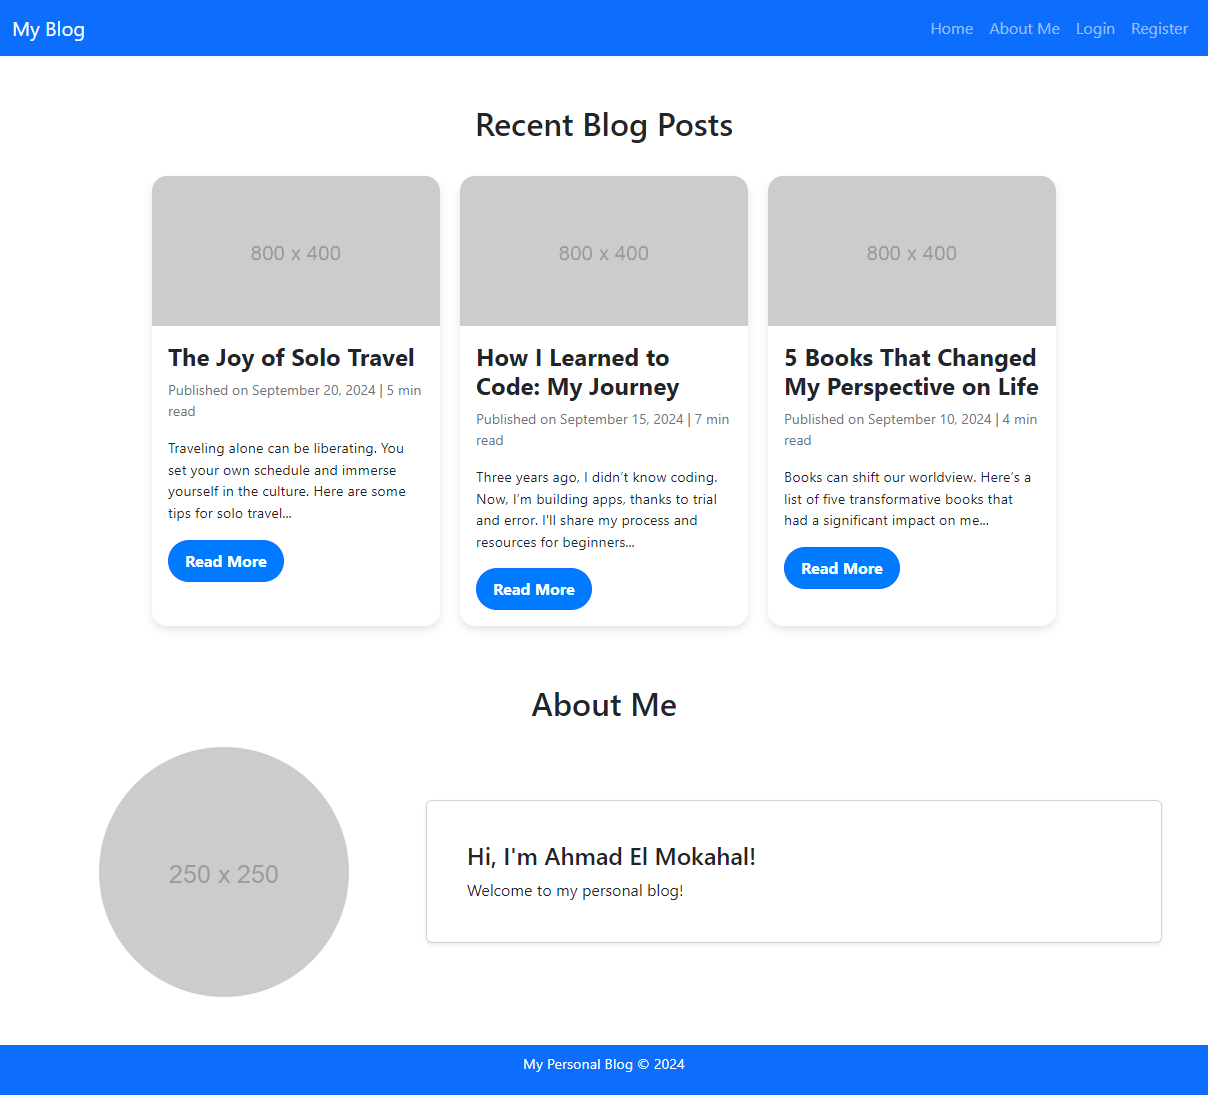 My Blog
Home About Me Login Register
Recent Blog Posts
800 x 400
The Joy of Solo Travel
Published on September 20, 2024 | 5 min
read
Traveling alone can be liberating. You
set your own schedule and immerse
yourself in the culture. Here are some
tips for solo travel...
Read More
800 x 400
How I Learned to
Code: My Journey
Published on September 15, 2024 | 7 min
read
Three years ago, I didn’t know coding.
Now, I’m building apps, thanks to trial
and error. I'll share my process and
resources for beginners...
Read More
800 x 400
5 Books That Changed
My Perspective on Life
Published on September 10, 2024 | 4 min
read
Books can shift our worldview. Here’s a
list of five transformative books that
had a significant impact on me...
Read More
About Me
250 x 250
Hi, I'm Ahmad El Mokahal!
Welcome to my personal blog!
My Personal Blog © 2024